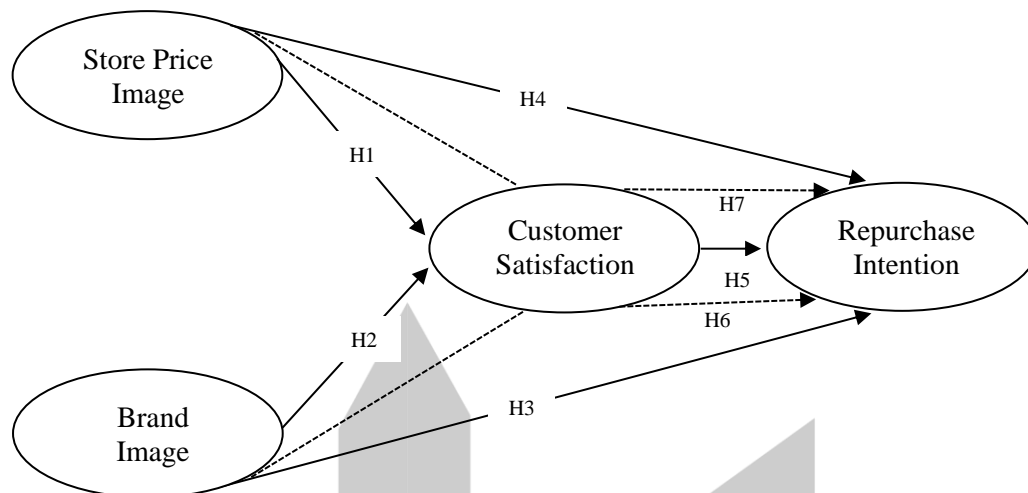 Store Price
Image
H4
H1
Customer
Satisfaction
H7
Repurchase
Intention
H5
H6
H2
H3
Brand
Image